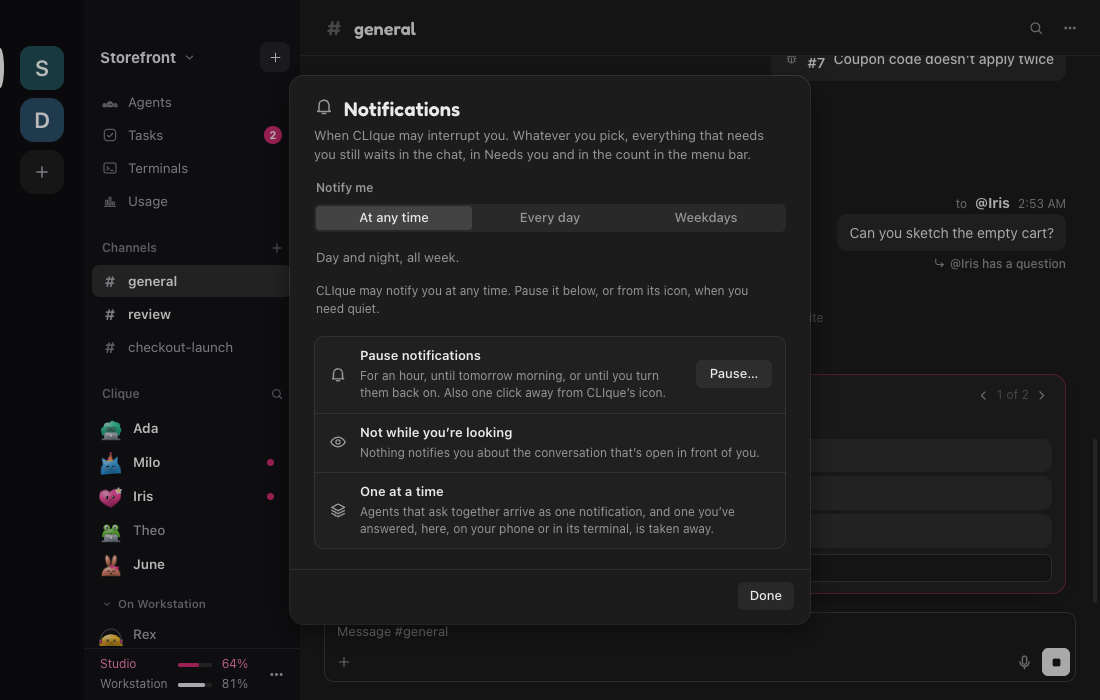 S
D
Storefront
Agents
Tasks
2
Terminals
Usage
Channels
# general
# review
# checkout-launch
Clique
Ada
Milo
Iris
Theo
June
On Workstation
Rex
Studio 64%
Workstation 81%
# general
#7 Coupon code doesn't apply twice
to @Iris 2:53 AM
Can you sketch the empty cart?
@Iris has a question
1 of 2
Message #general
Notifications
When CLIque may interrupt you. Whatever you pick, everything that needs
you still waits in the chat, in Needs you and in the count in the menu bar.
Notify me
At any time
Every day
Weekdays
Day and night, all week.
CLIque may notify you at any time. Pause it below, or from its icon, when you
need quiet.
Pause notifications
For an hour, until tomorrow morning, or until you turn
them back on. Also one click away from CLIque’s icon.
Pause…
Not while you’re looking
Nothing notifies you about the conversation that’s open in front of you.
One at a time
Agents that ask together arrive as one notification, and one you’ve
answered, here, on your phone or in its terminal, is taken away.
Done